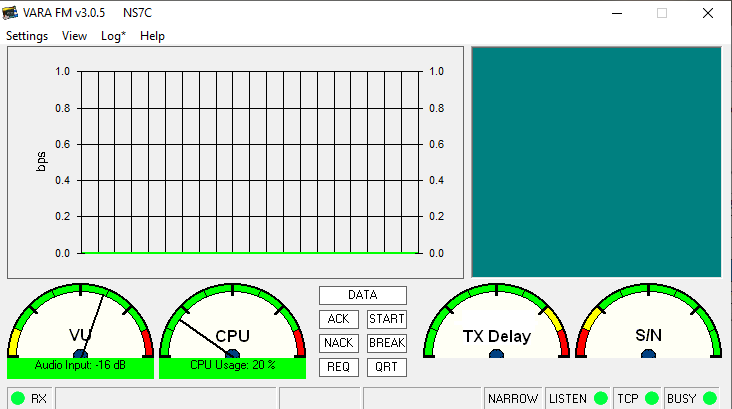 VARA FM v3.0.5 NS7C
Settings View Log* Help
1.0 1.0
0.8 0.8
0.6 0.6
bps
0.4 0.4
0.2 0.2
0.0 0.0
VU
Audio Input: -16 dB
CPU
CPU Usage: 20 %
DATA
ACK START
NACK BREAK
REQ QRT
TX Delay
S/N
RX NARROW LISTEN TCP BUSY